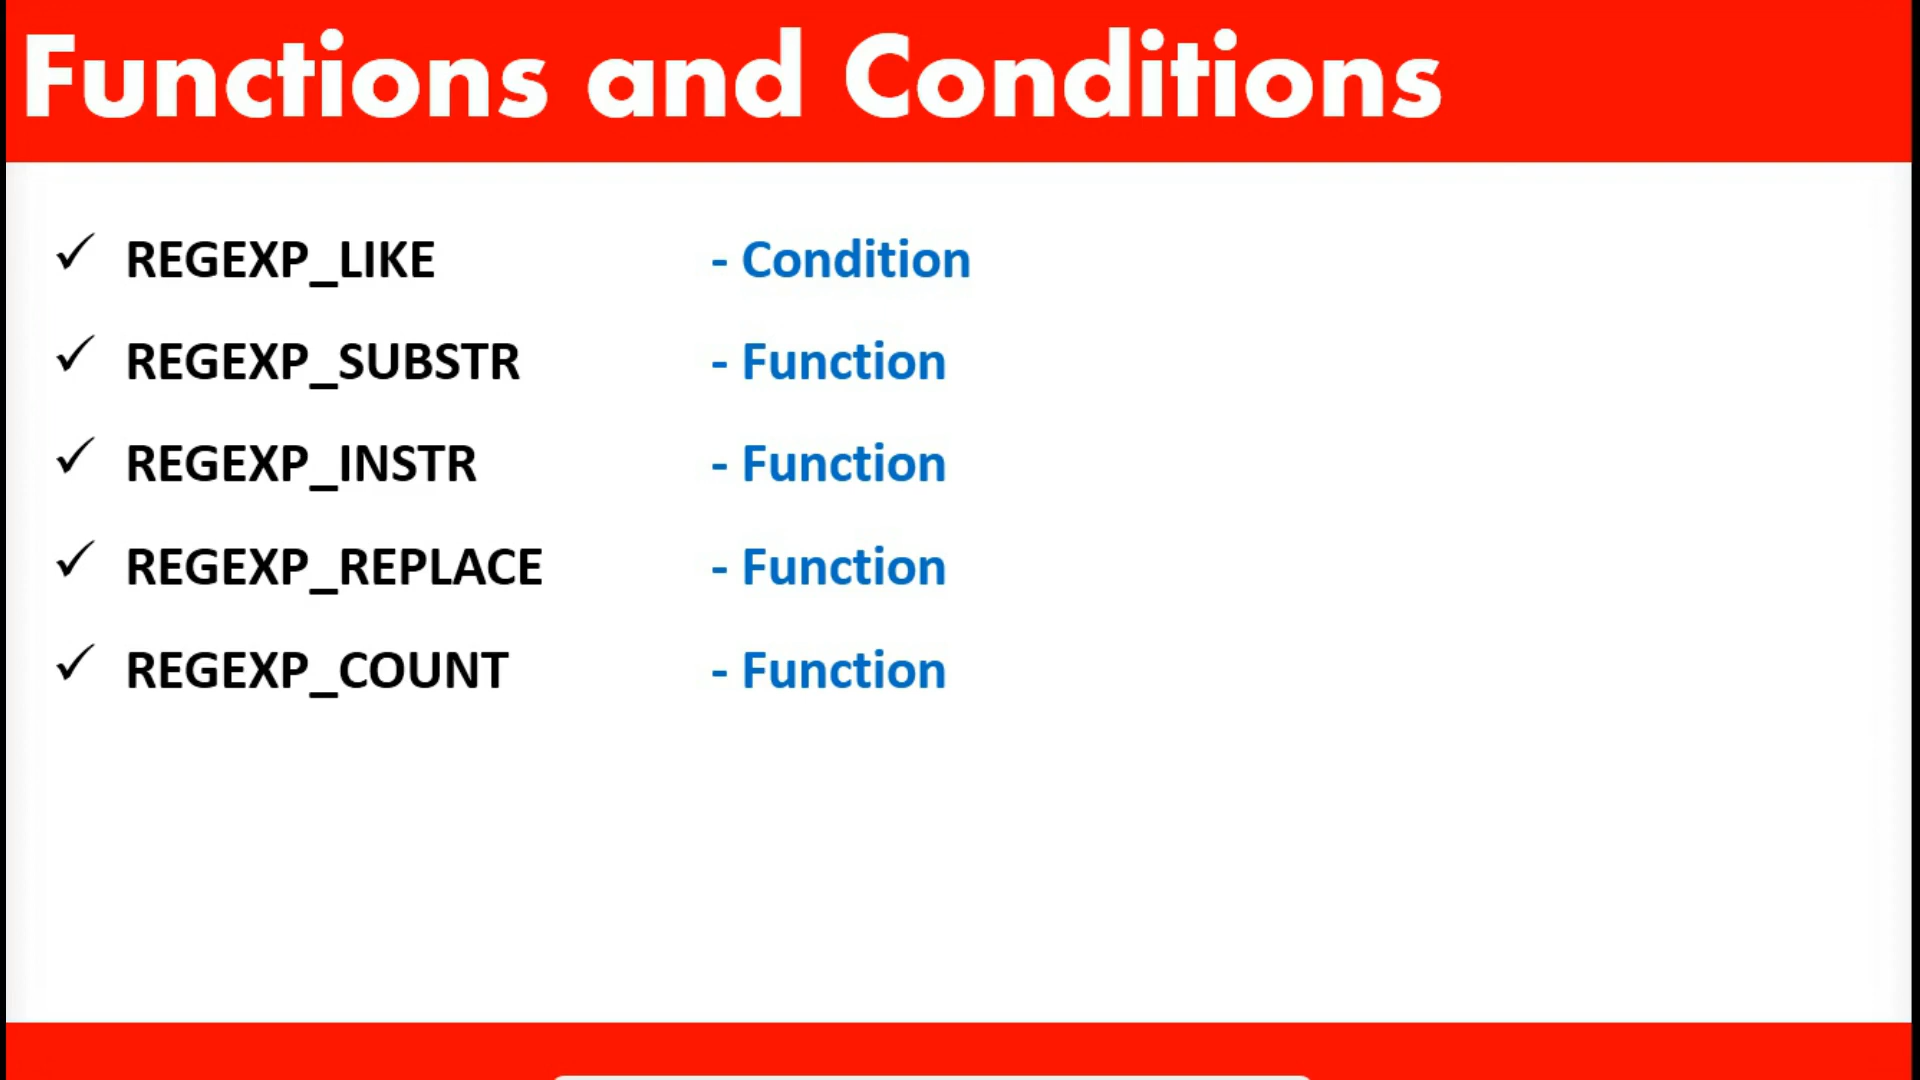 Functions and Conditions
✓ REGEXP_LIKE - Condition
✓ REGEXP_SUBSTR - Function
✓ REGEXP_INSTR - Function
✓ REGEXP_REPLACE - Function
✓ REGEXP_COUNT - Function